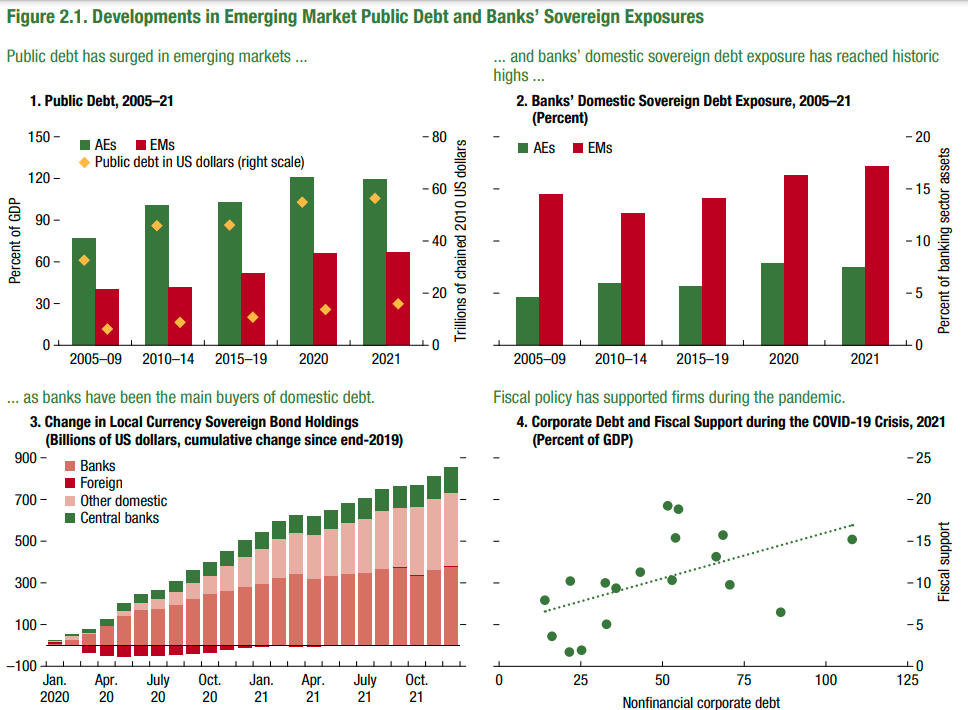 Figure 2.1. Developments in Emerging Market Public Debt and Banks' Sovereign Exposures
Public debt has surged in emerging markets ...
1. Public Debt, 2005–21
AEs EMs
Public debt in US dollars (right scale)
Percent of GDP
150
120
90
60
30
0
80
60
40
20
0
Trillions of chained 2010 US dollars
2005–09 2010–14 2015–19 2020 2021
... and banks' domestic sovereign debt exposure has reached historic
highs ...
2. Banks' Domestic Sovereign Debt Exposure, 2005–21
(Percent)
AEs EMs
20
15
10
5
0
Percent of banking sector assets
2005–09 2010–14 2015–19 2020 2021
... as banks have been the main buyers of domestic debt.
3. Change in Local Currency Sovereign Bond Holdings
(Billions of US dollars, cumulative change since end-2019)
Banks
Foreign
Other domestic
Central banks
900
700
500
300
100
–100
Jan. Apr. July Oct. Jan. Apr. July Oct.
2020 20 20 20 21 21 21 21
Fiscal policy has supported firms during the pandemic.
4. Corporate Debt and Fiscal Support during the COVID-19 Crisis, 2021
(Percent of GDP)
25
20
15
10
5
0
Fiscal support
0 25 50 75 100 125
Nonfinancial corporate debt